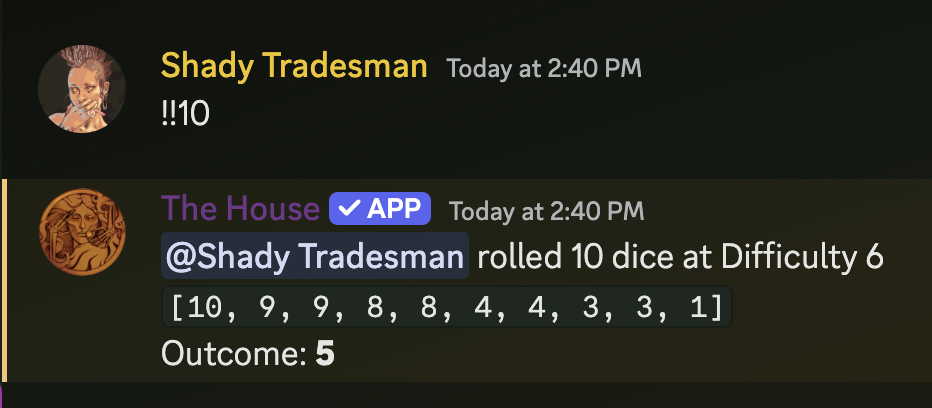 Shady Tradesman Today at 2:40 PM
!!10
The House ✓ APP Today at 2:40 PM
@Shady Tradesman rolled 10 dice at Difficulty 6
[10, 9, 9, 8, 8, 4, 4, 3, 3, 1]
Outcome: 5